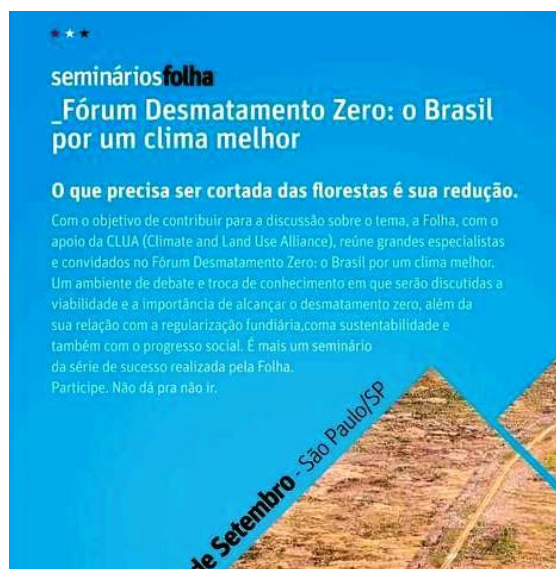 semináriosfolha
_Fórum Desmatamento Zero: o Brasil
por um clima melhor
O que precisa ser cortada das florestas é sua redução.
Com o objetivo de contribuir para a discussão sobre o tema, a Folha, com o
apoio da CLUA (Climate and Land Use Alliance), reúne grandes especialistas
e convidados no Fórum Desmatamento Zero: o Brasil por um clima melhor.
Um ambiente de debate e troca de conhecimento em que serão discutidas a
viabilidade e a importância de alcançar o desmatamento zero, além da
sua relação com a regularização fundiária,coma sustentabilidade e
também com o progresso social. É mais um seminário
da série de sucesso realizada pela Folha.
Participe. Não dá pra não ir.
de Setembro - São Paulo/SP